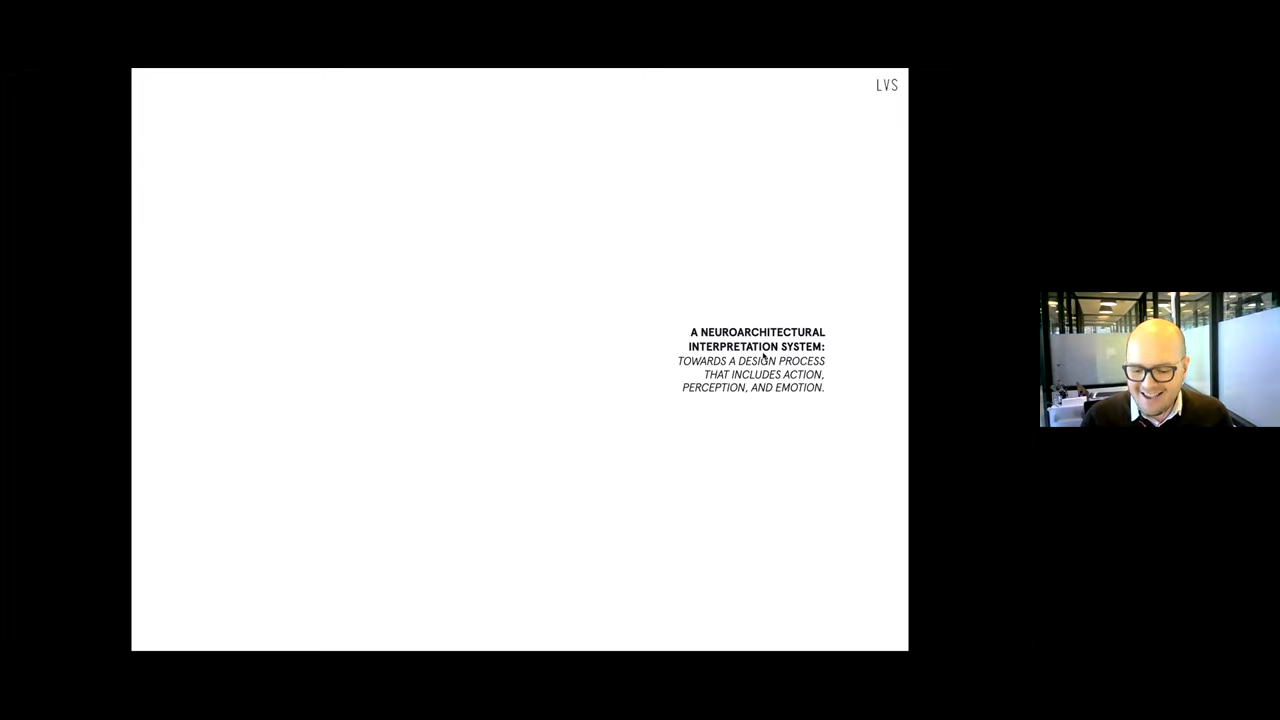 LVS
A NEUROARCHITECTURAL
INTERPRETATION SYSTEM:
TOWARDS A DESIGN PROCESS
THAT INCLUDES ACTION,
PERCEPTION, AND EMOTION.